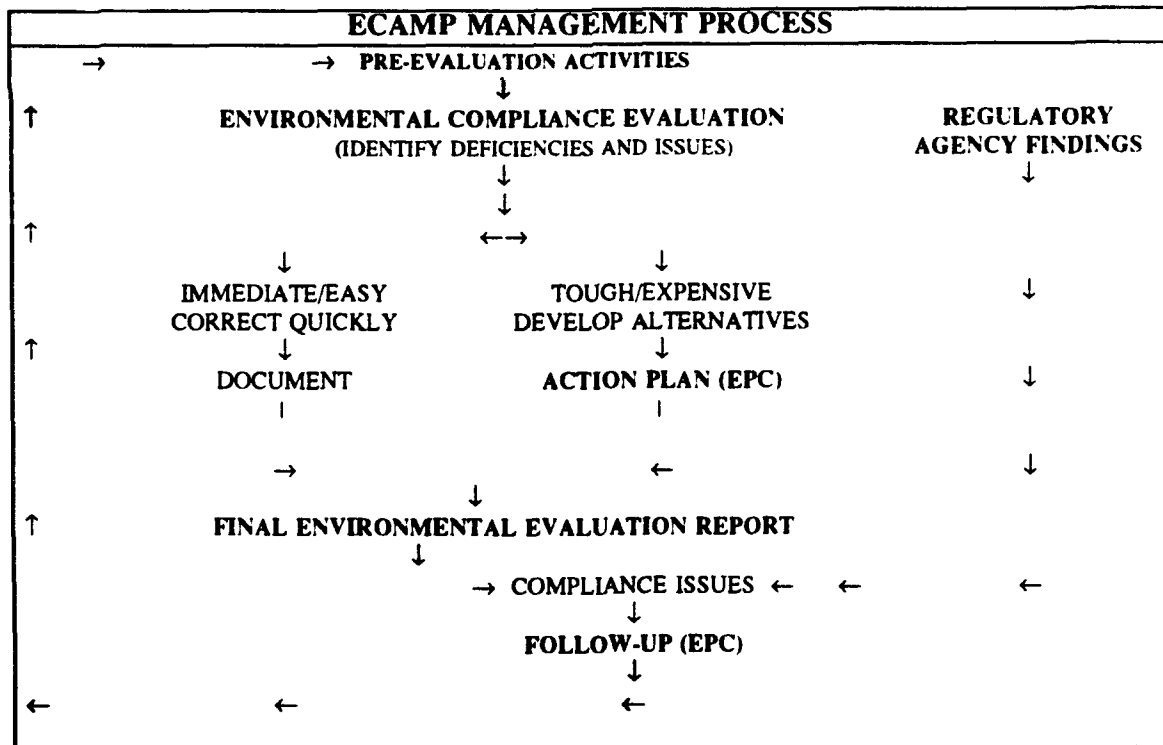 ECAMP MANAGEMENT PROCESS
→ → PRE-EVALUATION ACTIVITIES
↓
↑ ENVIRONMENTAL COMPLIANCE EVALUATION REGULATORY
(IDENTIFY DEFICIENCIES AND ISSUES) AGENCY FINDINGS
↓ ↓
↓
↑ ←→
↓ ↓
IMMEDIATE/EASY TOUGH/EXPENSIVE ↓
CORRECT QUICKLY DEVELOP ALTERNATIVES
↑ ↓ ↓
DOCUMENT ACTION PLAN (EPC) ↓
| |
→ ← ↓
↓
↑ FINAL ENVIRONMENTAL EVALUATION REPORT
↓
→ COMPLIANCE ISSUES ← ← ←
↓
FOLLOW-UP (EPC)
↓
← ← ←